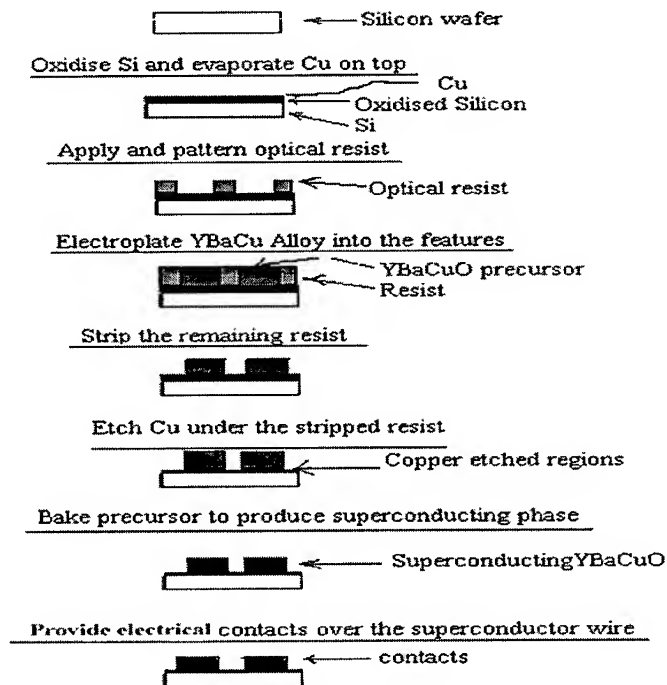 Silicon wafer
Oxidise Si and evaporate Cu on top
Cu
Oxidised Silicon
Si
Apply and pattern optical resist
Optical resist
Electroplate YBaCu Alloy into the features
YBaCuO precursor
Resist
Strip the remaining resist
Etch Cu under the stripped resist
Copper etched regions
Bake precursor to produce superconducting phase
SuperconductingYBaCuO
Provide electrical contacts over the superconductor wire
contacts